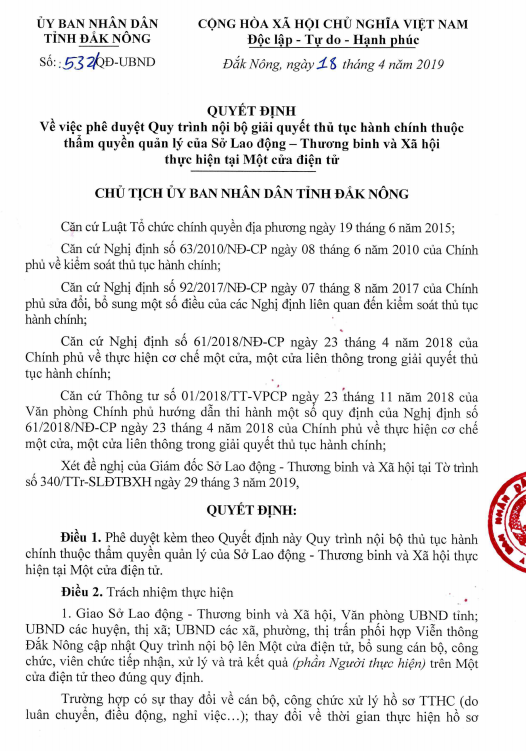 ỦY BAN NHÂN DÂN
TỈNH ĐẮK NÔNG
Số: 532/QĐ-UBND
CỘNG HÒA XÃ HỘI CHỦ NGHĨA VIỆT NAM
Độc lập - Tự do - Hạnh phúc
Đắk Nông, ngày 18 tháng 4 năm 2019
QUYẾT ĐỊNH
Về việc phê duyệt Quy trình nội bộ giải quyết thủ tục hành chính thuộc
thẩm quyền quản lý của Sở Lao động – Thương binh và Xã hội
thực hiện tại Một cửa điện tử
CHỦ TỊCH ỦY BAN NHÂN DÂN TỈNH ĐẮK NÔNG
Căn cứ Luật Tổ chức chính quyền địa phương ngày 19 tháng 6 năm 2015;
Căn cứ Nghị định số 63/2010/NĐ-CP ngày 08 tháng 6 năm 2010 của Chính
phủ về kiểm soát thủ tục hành chính;
Căn cứ Nghị định số 92/2017/NĐ-CP ngày 07 tháng 8 năm 2017 của Chính
phủ sửa đổi, bổ sung một số điều của các Nghị định liên quan đến kiểm soát thủ tục
hành chính;
Căn cứ Nghị định số 61/2018/NĐ-CP ngày 23 tháng 4 năm 2018 của
Chính phủ về thực hiện cơ chế một cửa, một cửa liên thông trong giải quyết thủ
tục hành chính;
Căn cứ Thông tư số 01/2018/TT-VPCP ngày 23 tháng 11 năm 2018 của
Văn phòng Chính phủ hướng dẫn thi hành một số quy định của Nghị định số
61/2018/NĐ-CP ngày 23 tháng 4 năm 2018 của Chính phủ về thực hiện cơ chế
một cửa, một cửa liên thông trong giải quyết thủ tục hành chính;
Xét đề nghị của Giám đốc Sở Lao động - Thương binh và Xã hội tại Tờ trình
số 340/TTr-SLĐTBXH ngày 29 tháng 3 năm 2019,
QUYẾT ĐỊNH:
Điều 1. Phê duyệt kèm theo Quyết định này Quy trình nội bộ thủ tục hành
chính thuộc thẩm quyền quản lý của Sở Lao động - Thương binh và Xã hội thực
hiện tại Một cửa điện tử.
Điều 2. Trách nhiệm thực hiện
1. Giao Sở Lao động - Thương binh và Xã hội, Văn phòng UBND tỉnh;
UBND các huyện, thị xã; UBND các xã, phường, thị trấn phối hợp Viễn thông
Đắk Nông cập nhật Quy trình nội bộ lên Một cửa điện tử, bổ sung cán bộ, công
chức, viên chức tiếp nhận, xử lý và trả kết quả (phần Người thực hiện) trên Một
cửa điện tử theo đúng quy định.
Trường hợp có sự thay đổi về cán bộ, công chức xử lý hồ sơ TTHC (do
luân chuyển, điều động, nghỉ việc…); thay đổi về thời gian thực hiện hồ sơ
BAN NHÂN DÂ